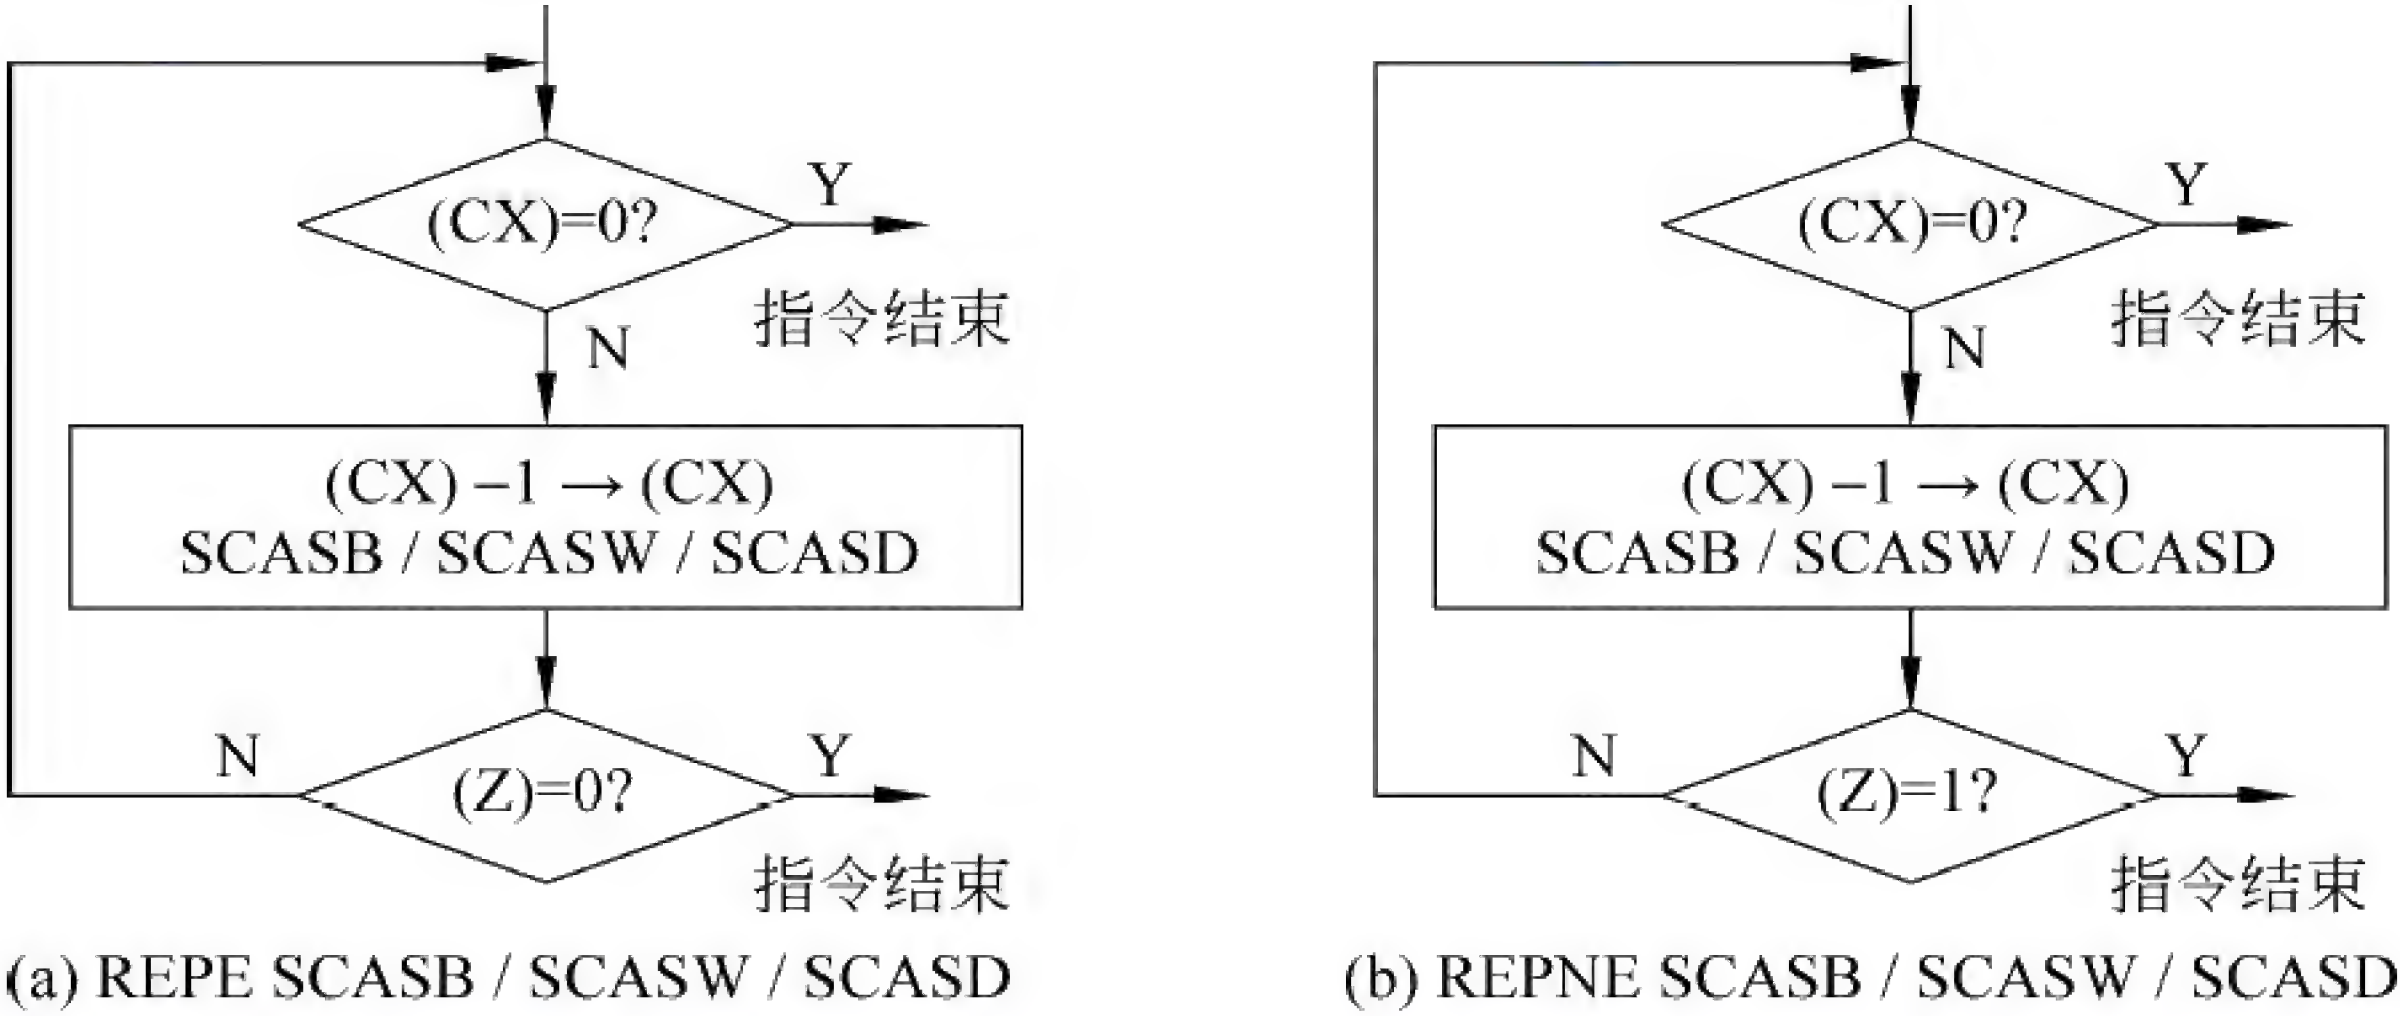 (CX)=0?
Y
指令结束
N
(CX) –1 → (CX)
SCASB / SCASW / SCASD
N
(Z)=0?
Y
指令结束
(a) REPE SCASB / SCASW / SCASD
(CX)=0?
Y
指令结束
N
(CX) –1 → (CX)
SCASB / SCASW / SCASD
N
(Z)=1?
Y
指令结束
(b) REPNE SCASB / SCASW / SCASD